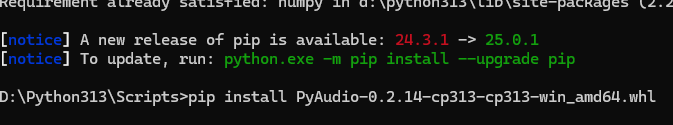 Requirement already satisfied: numpy in d:\python313\lib\site-packages (2.2
[notice] A new release of pip is available: 24.3.1 -> 25.0.1
[notice] To update, run: python.exe -m pip install --upgrade pip
D:\Python313\Scripts>pip install PyAudio-0.2.14-cp313-cp313-win_amd64.whl